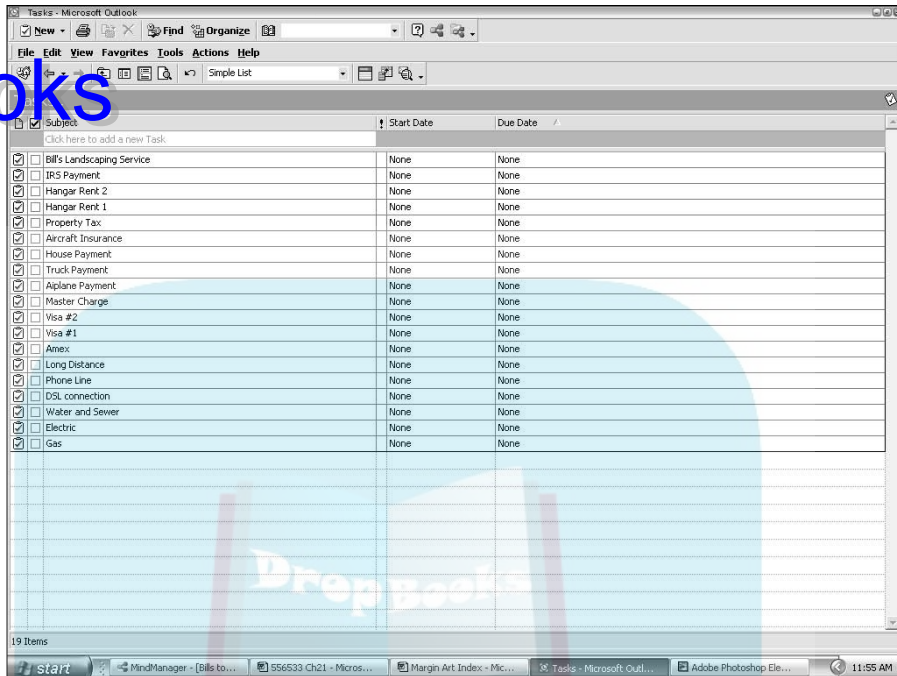 Tasks - Microsoft Outlook
New Find Organize
File Edit View Favorites Tools Actions Help
Simple List
oks
Subject ! Start Date Due Date
Click here to add a new Task
Bill's Landscaping Service None None
IRS Payment None None
Hangar Rent 2 None None
Hangar Rent 1 None None
Property Tax None None
Aircraft Insurance None None
House Payment None None
Truck Payment None None
Aiplane Payment None None
Master Charge None None
Visa #2 None None
Visa #1 None None
Amex None None
Long Distance None None
Phone Line None None
DSL connection None None
Water and Sewer None None
Electric None None
Gas None None
DropBooks
19 Items
start MindManager - [Bills to... 556533 Ch21 - Micros... Margin Art Index - Mic... Tasks - Microsoft Outl... Adobe Photoshop Ele... 11:55 AM